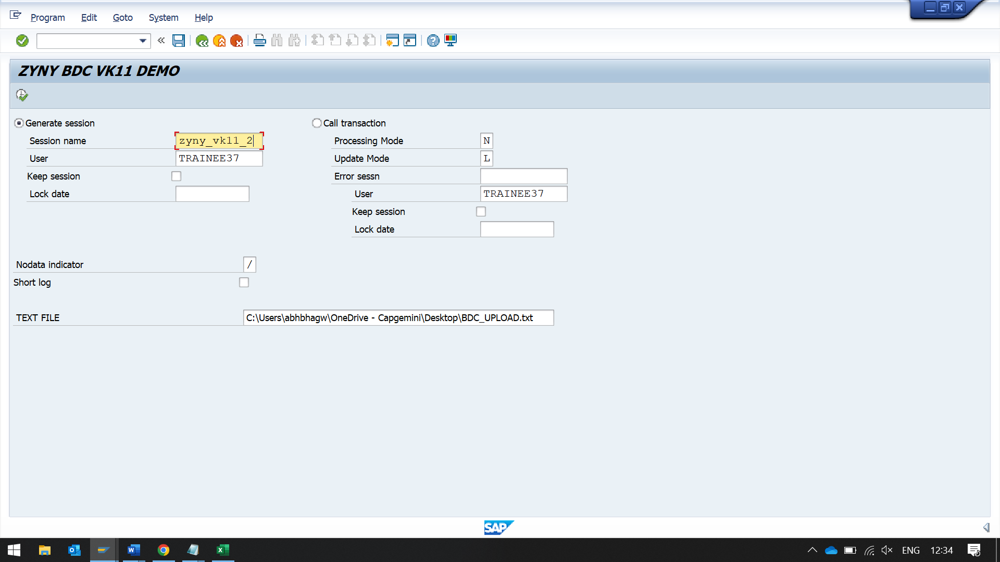 Program Edit Goto System Help
ZYNY BDC VK11 DEMO
Generate session
Call transaction
Session name zyny_vk11_2
Processing Mode N
User TRAINEE37
Update Mode L
Keep session
Error sessn
Lock date
User TRAINEE37
Keep session
Lock date
Nodata indicator /
Short log
TEXT FILE C:\Users\abhbhagw\OneDrive - Capgemini\Desktop\BDC_UPLOAD.txt
SAP
ENG 12:34